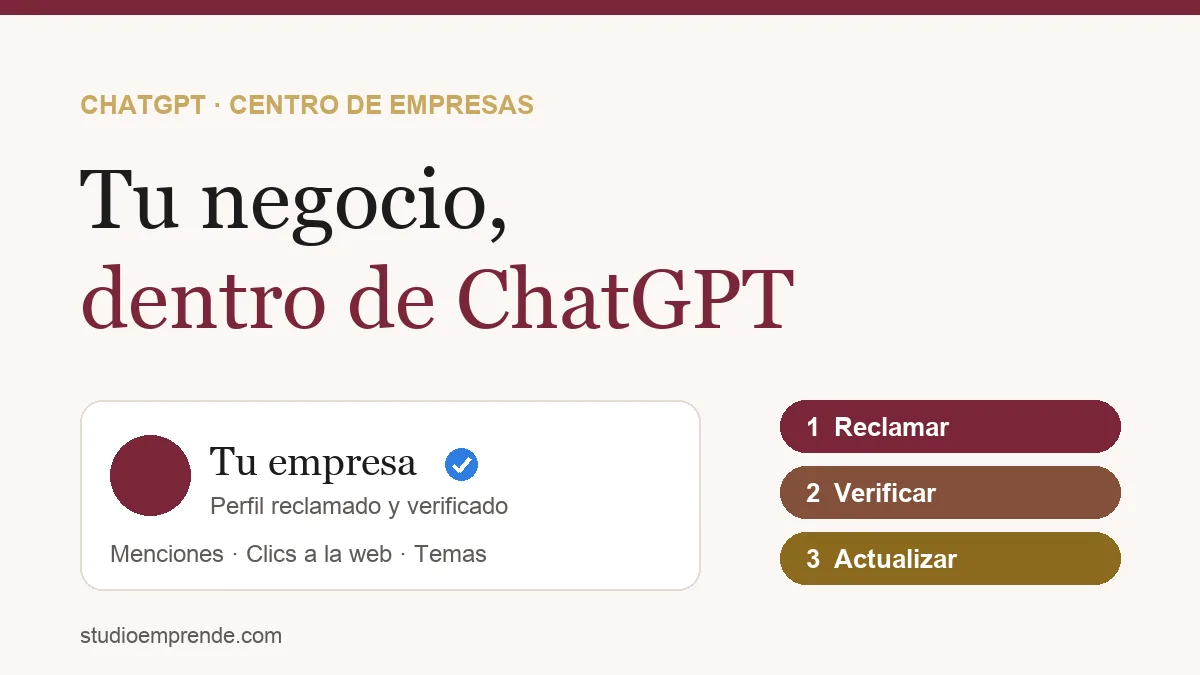 CHATGPT · CENTRO DE EMPRESAS
Tu negocio,
dentro de ChatGPT
Tu empresa
Perfil reclamado y verificado
Menciones · Clics a la web · Temas
1 Reclamar
2 Verificar
3 Actualizar
studioemprende.com